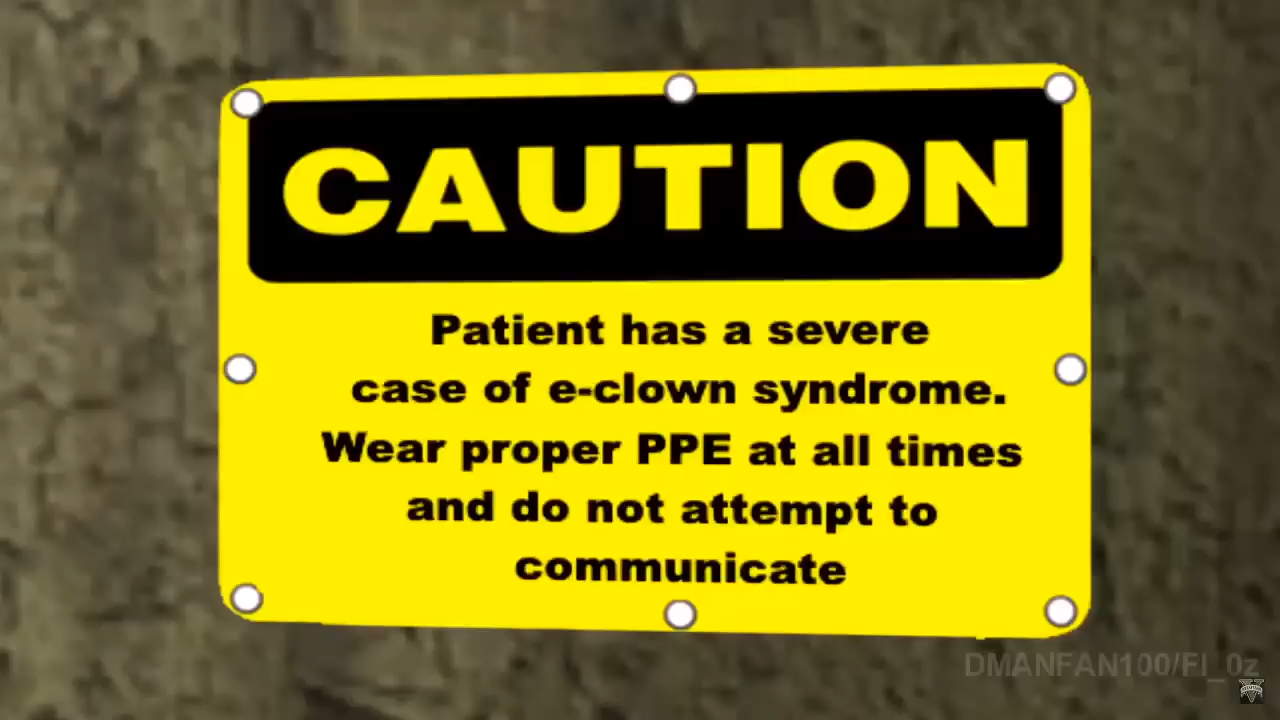 CAUTION
Patient has a severe
case of e-clown syndrome.
Wear proper PPE at all times
and do not attempt to
communicate
DMANFAN100/FI_0z